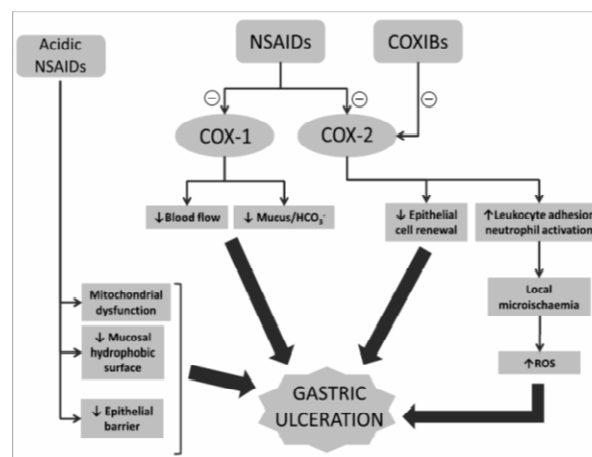 Acidic
NSAIDs
NSAIDs
COXIBs
⊖
⊖
⊖
COX-1
COX-2
↓Blood flow
↓ Mucus/HCO₃⁻
↓ Epithelial
cell renewal
↑Leukocyte adhesion
neutrophil activation
Mitochondrial
dysfunction
↓ Mucosal
hydrophobic
surface
↓ Epithelial
barrier
Local
microischaemia
↑ROS
GASTRIC
ULCERATION